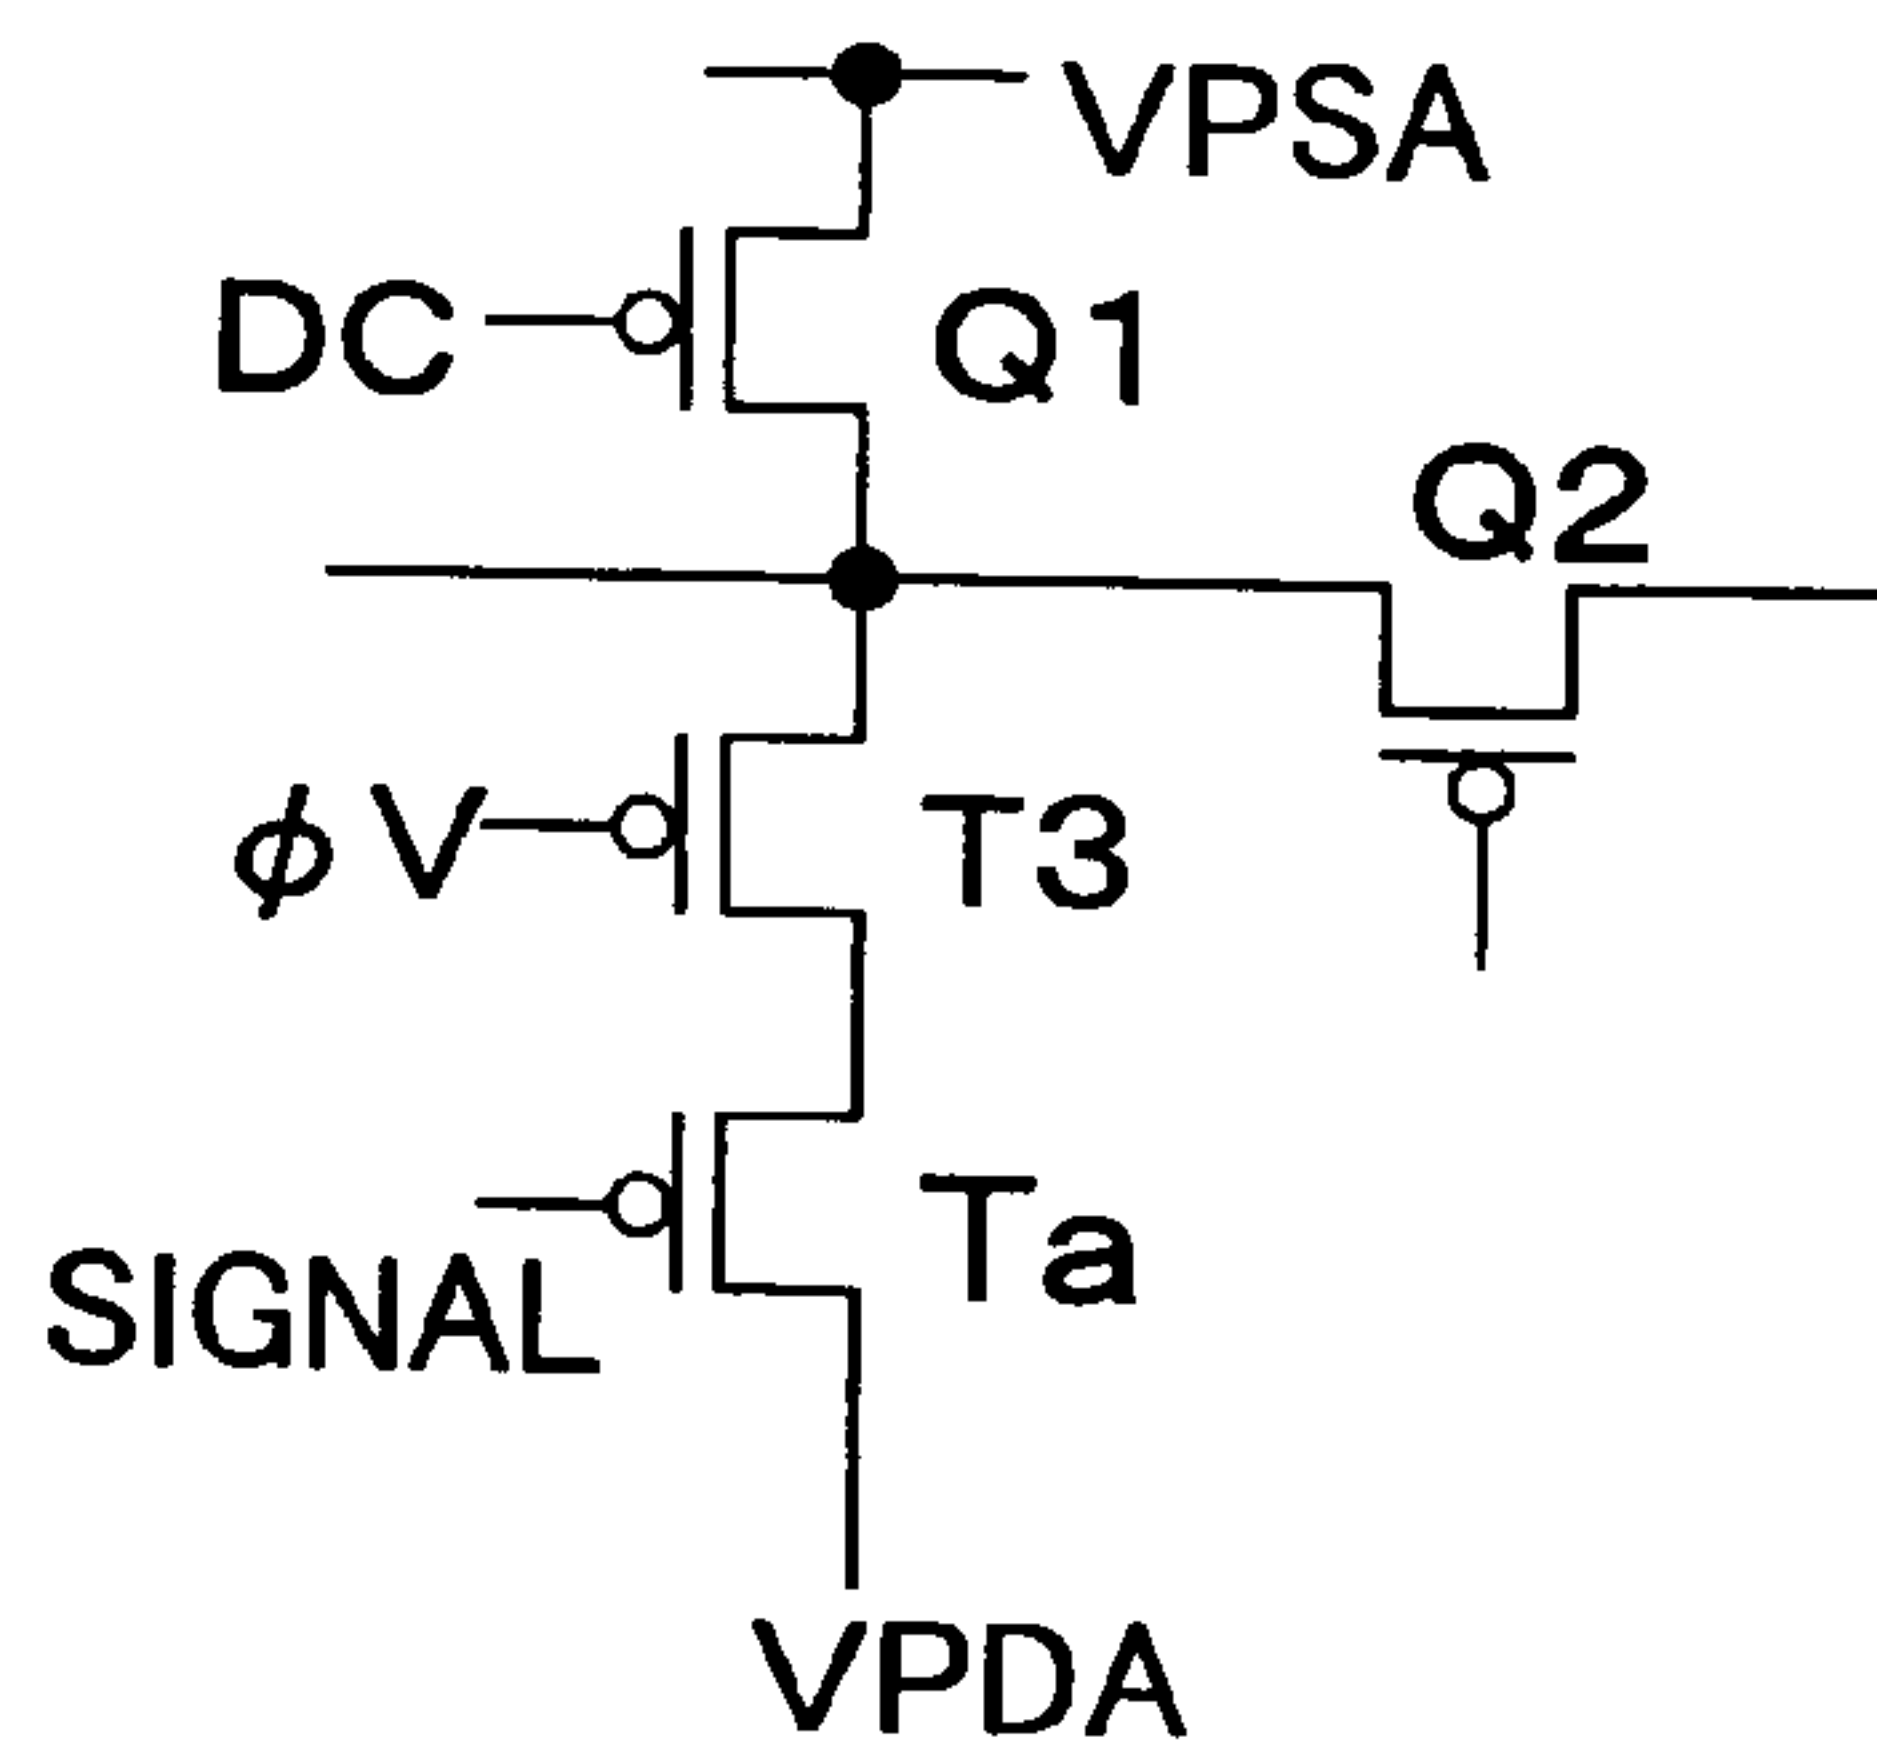 VPSA
DC
Q1
Q2
ϕV
T3
Ta
SIGNAL
VPDA